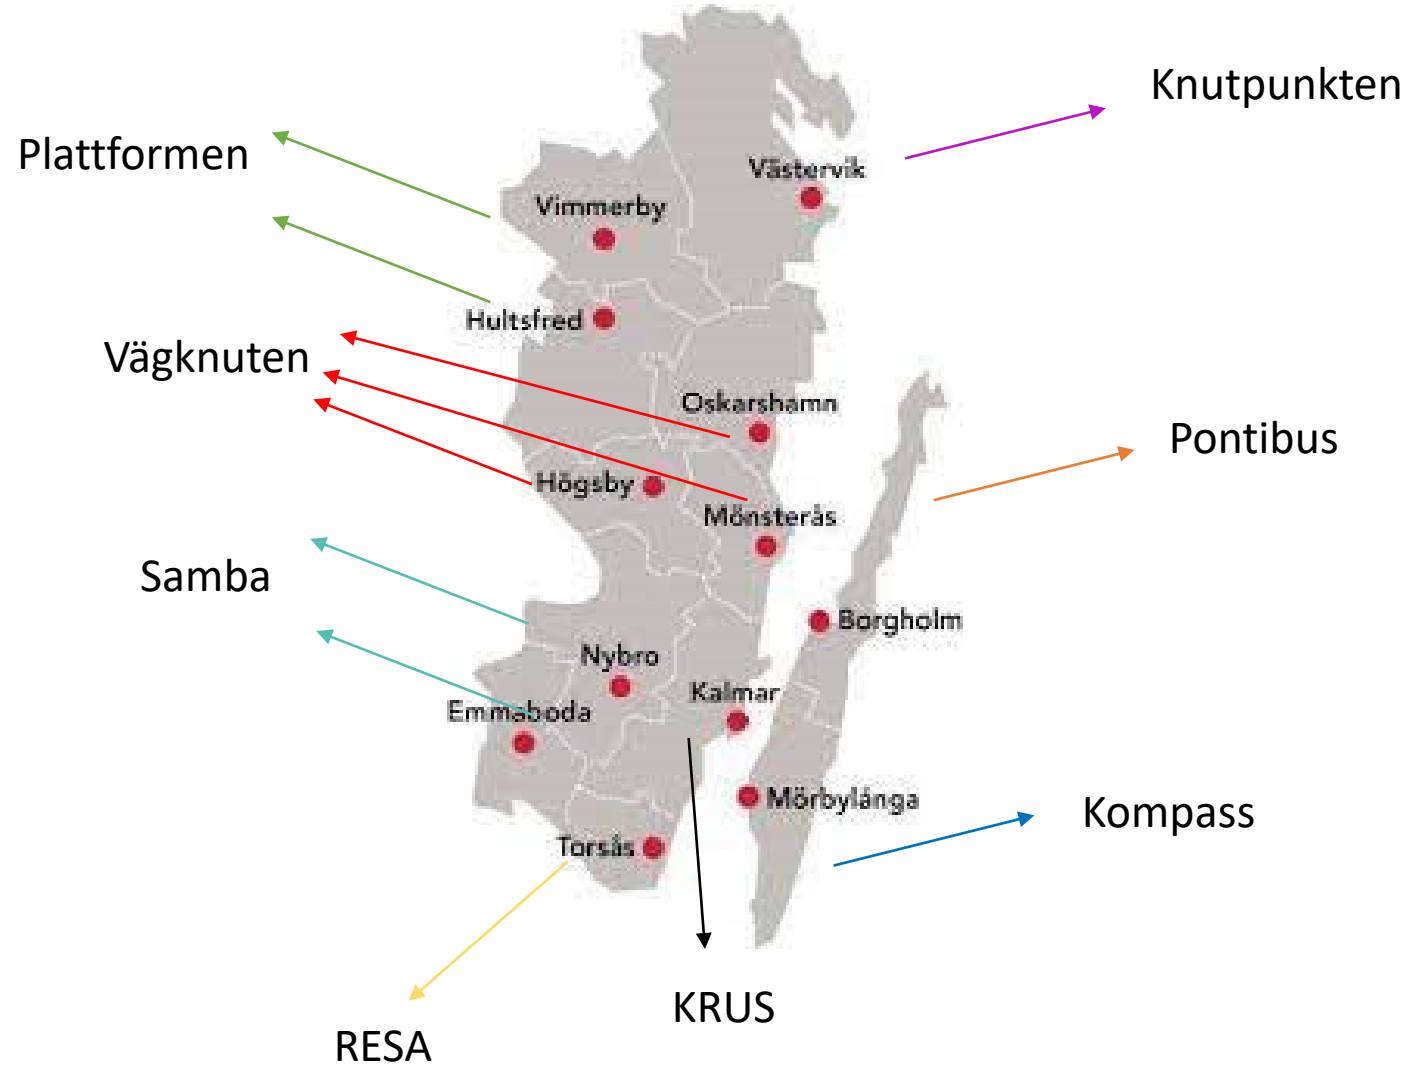 Knutpunkten
Plattformen
Västervik
Vimmerby
Hultsfred
Vägknuten
Oskarshamn
Pontibus
Högsby
Mönsterås
Samba
Borgholm
Nybro
Kalmar
Emmaboda
Mörbylånga
Kompass
Torsås
KRUS
RESA